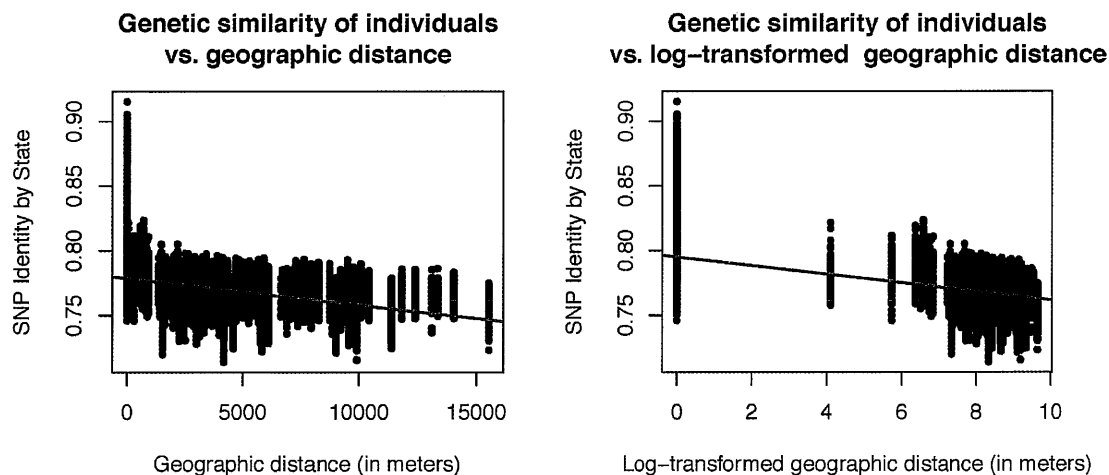 Genetic similarity of individuals
vs. geographic distance
SNP Identity by State
0.90
0.85
0.80
0.75
0
5000
10000
15000
Geographic distance (in meters)
Genetic similarity of individuals
vs. log−transformed geographic distance
SNP Identity by State
0.90
0.85
0.80
0.75
0
2
4
6
8
10
Log−transformed geographic distance (in meters)